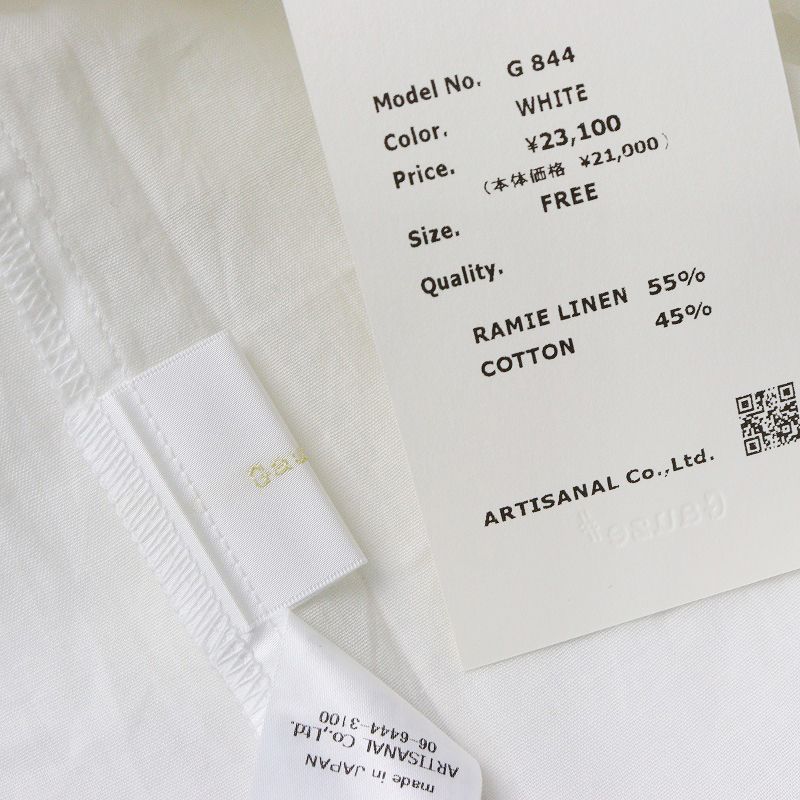 Model No. G 844
Color. WHITE
Price. ¥23,100
(本体価格 ¥21,000)
Size. FREE
Quality.
RAMIE LINEN 55%
COTTON 45%
ARTISANAL Co.,Ltd.
Gauze#
made in JAPAN
ARTISANAL CO.,Ltd.
06-6444-3100